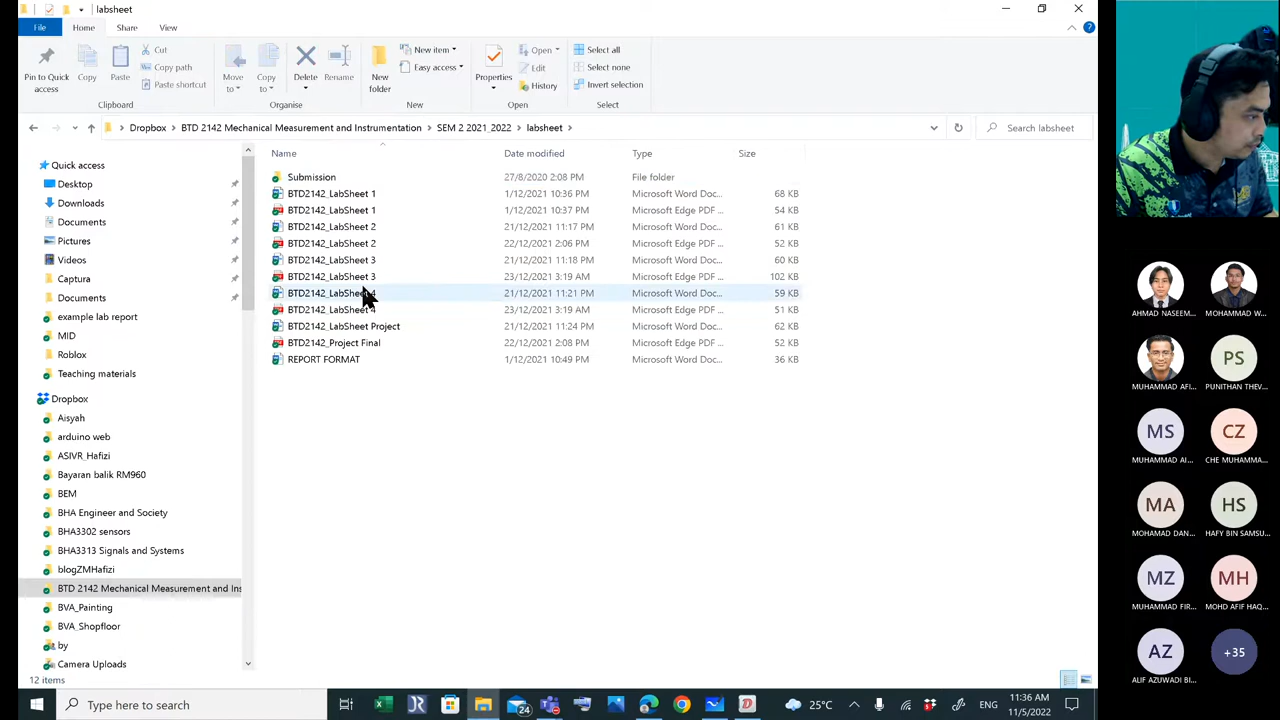 labsheet
File
Home
Share
View
Pin to Quick access
Copy
Paste
Cut
Copy path
Paste shortcut
Clipboard
Move to
Copy to
Delete
Rename
Organise
New folder
New item
Easy access
New
Properties
Open
Edit
History
Open
Select all
Select none
Invert selection
Select
Dropbox > BTD 2142 Mechanical Measurement and Instrumentation > SEM 2 2021_2022 > labsheet >
Search labsheet
Name Date modified Type Size
Submission 27/8/2020 2:08 PM File folder
BTD2142_LabSheet 1 1/12/2021 10:36 PM Microsoft Word Doc... 68 KB
BTD2142_LabSheet 1 1/12/2021 10:37 PM Microsoft Edge PDF ... 54 KB
BTD2142_LabSheet 2 21/12/2021 11:17 PM Microsoft Word Doc... 61 KB
BTD2142_LabSheet 2 22/12/2021 2:06 PM Microsoft Edge PDF ... 52 KB
BTD2142_LabSheet 3 21/12/2021 11:18 PM Microsoft Word Doc... 60 KB
BTD2142_LabSheet 3 23/12/2021 3:19 AM Microsoft Edge PDF ... 102 KB
BTD2142_LabSheet 4 21/12/2021 11:21 PM Microsoft Word Doc... 59 KB
BTD2142_LabSheet 4 23/12/2021 3:19 AM Microsoft Edge PDF ... 51 KB
BTD2142_LabSheet Project 21/12/2021 11:24 PM Microsoft Word Doc... 62 KB
BTD2142_Project Final 22/12/2021 2:08 PM Microsoft Edge PDF ... 52 KB
REPORT FORMAT 1/12/2021 10:49 PM Microsoft Word Doc... 36 KB
Quick access
Desktop
Downloads
Documents
Pictures
Videos
Captura
Documents
example lab report
MID
Roblox
Teaching materials
Dropbox
Aisyah
arduino web
ASIVR_Hafizi
Bayaran balik RM960
BEM
BHA Engineer and Society
BHA3302 sensors
BHA3313 Signals and Systems
blogZMHafizi
BTD 2142 Mechanical Measurement and Ins
BVA_Painting
BVA_Shopfloor
by
Camera Uploads
12 items
AHMAD NASEEM...
MOHAMMAD W...
MUHAMMAD AFI...
PS
PUNITHAN THEV...
MS
MUHAMMAD AI...
CZ
CHE MUHAMMA...
MA
MOHAMAD DAN...
HS
HAFY BIN SAMSU...
MZ
MUHAMMAD FIR...
MH
MOHD AFIF HAQ...
AZ
ALIF AZUWADI BI...
+35
Type here to search
24
25°C
ENG
11:36 AM
11/5/2022